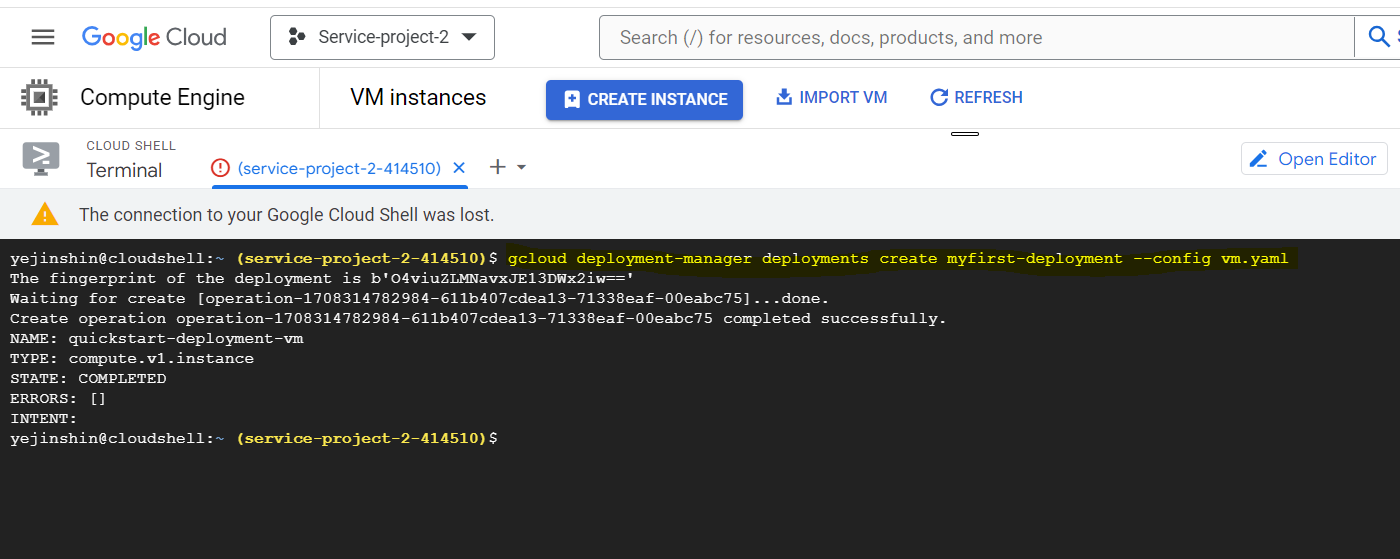 Google Cloud
Service-project-2
Search (/) for resources, docs, products, and more
Compute Engine
VM instances
CREATE INSTANCE
IMPORT VM
REFRESH
CLOUD SHELL
Terminal
(service-project-2-414510)
Open Editor
The connection to your Google Cloud Shell was lost.
yejinshin@cloudshell:~ (service-project-2-414510)$ gcloud deployment-manager deployments create myfirst-deployment --config vm.yaml
The fingerprint of the deployment is b'O4viuZLMNavxJE13DWx2iw=='
Waiting for create [operation-1708314782984-611b407cdea13-71338eaf-00eabc75]...done.
Create operation operation-1708314782984-611b407cdea13-71338eaf-00eabc75 completed successfully.
NAME: quickstart-deployment-vm
TYPE: compute.v1.instance
STATE: COMPLETED
ERRORS: []
INTENT:
yejinshin@cloudshell:~ (service-project-2-414510)$